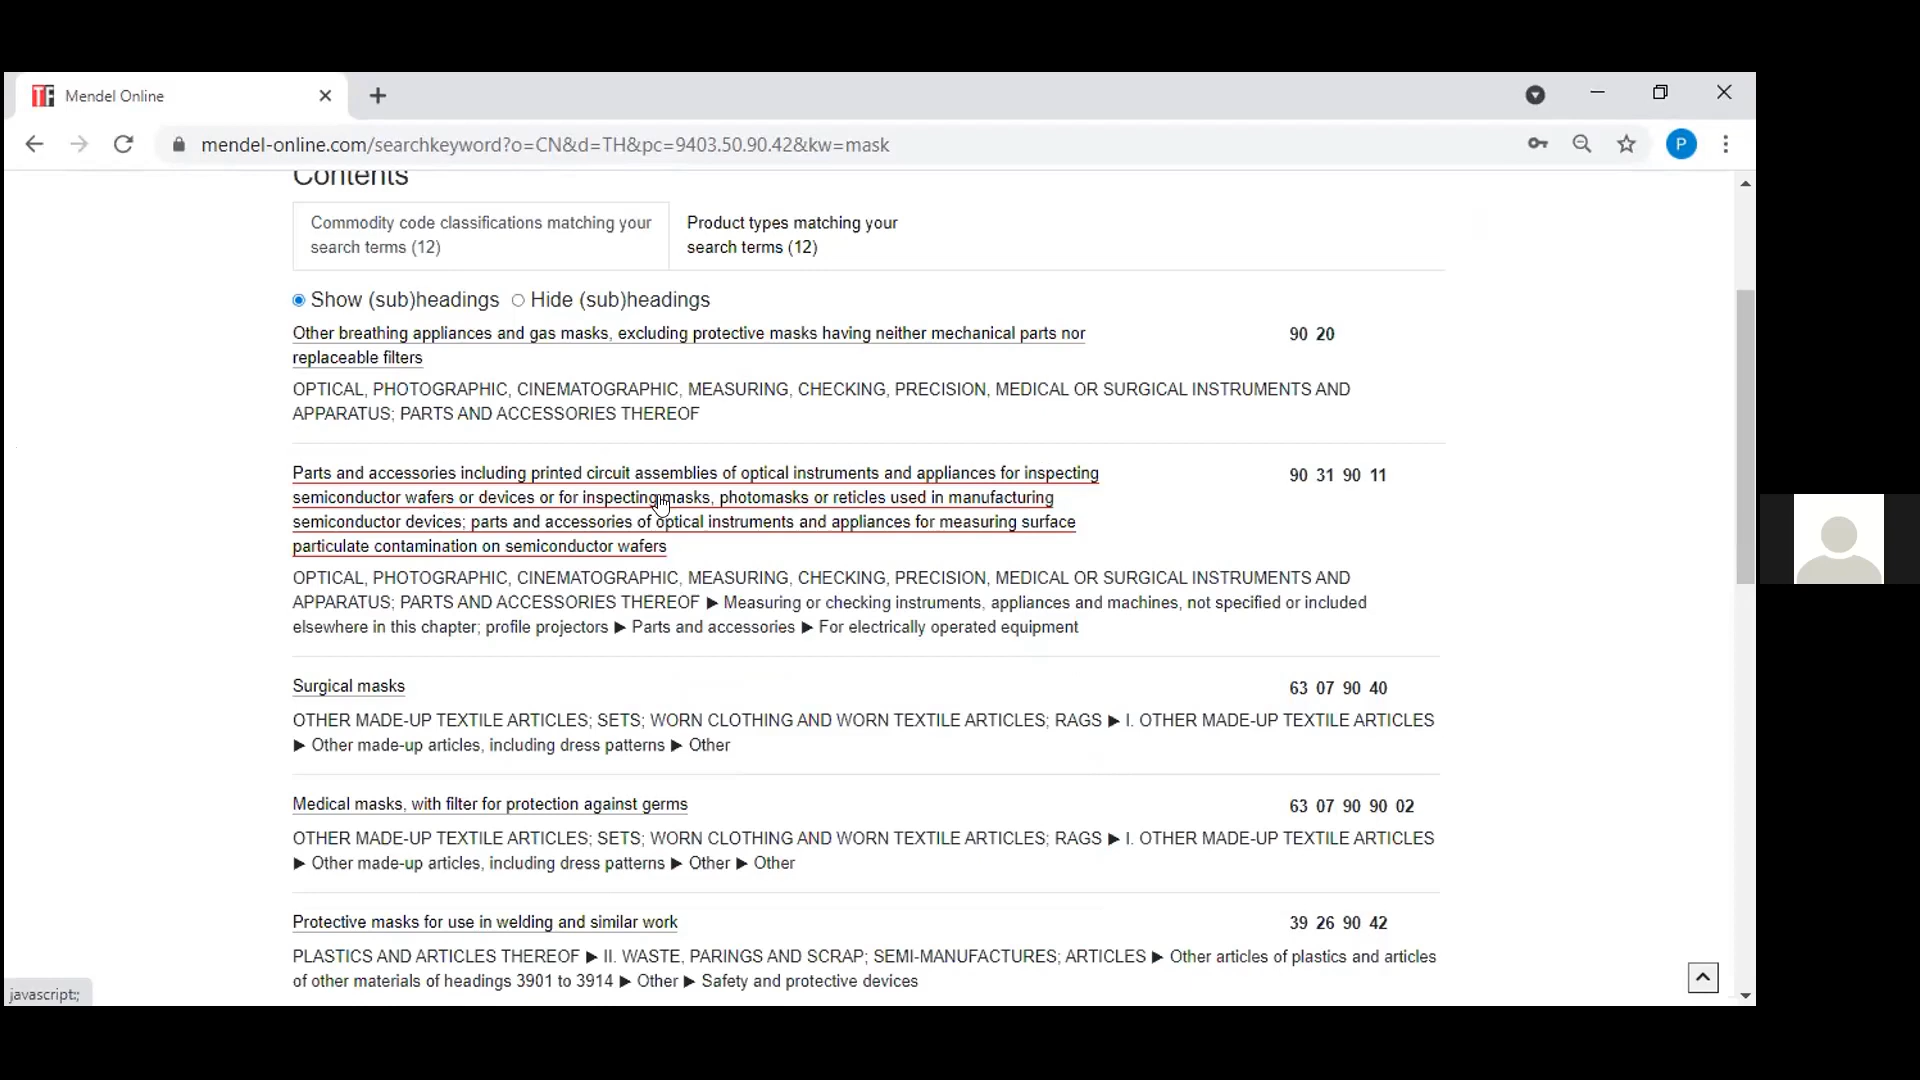 Mendel Online
mendel-online.com/searchkeyword?o=CN&d=TH&pc=9403.50.90.42&kw=mask
P
Contents
Commodity code classifications matching your
search terms (12)
Product types matching your
search terms (12)
Show (sub)headings Hide (sub)headings
Other breathing appliances and gas masks, excluding protective masks having neither mechanical parts nor
replaceable filters
90 20
OPTICAL, PHOTOGRAPHIC, CINEMATOGRAPHIC, MEASURING, CHECKING, PRECISION, MEDICAL OR SURGICAL INSTRUMENTS AND
APPARATUS; PARTS AND ACCESSORIES THEREOF
Parts and accessories including printed circuit assemblies of optical instruments and appliances for inspecting
semiconductor wafers or devices or for inspecting masks, photomasks or reticles used in manufacturing
semiconductor devices; parts and accessories of optical instruments and appliances for measuring surface
particulate contamination on semiconductor wafers
90 31 90 11
OPTICAL, PHOTOGRAPHIC, CINEMATOGRAPHIC, MEASURING, CHECKING, PRECISION, MEDICAL OR SURGICAL INSTRUMENTS AND
APPARATUS; PARTS AND ACCESSORIES THEREOF ▶ Measuring or checking instruments, appliances and machines, not specified or included
elsewhere in this chapter; profile projectors ▶ Parts and accessories ▶ For electrically operated equipment
Surgical masks
63 07 90 40
OTHER MADE-UP TEXTILE ARTICLES; SETS; WORN CLOTHING AND WORN TEXTILE ARTICLES; RAGS ▶ I. OTHER MADE-UP TEXTILE ARTICLES
▶ Other made-up articles, including dress patterns ▶ Other
Medical masks, with filter for protection against germs
63 07 90 90 02
OTHER MADE-UP TEXTILE ARTICLES; SETS; WORN CLOTHING AND WORN TEXTILE ARTICLES; RAGS ▶ I. OTHER MADE-UP TEXTILE ARTICLES
▶ Other made-up articles, including dress patterns ▶ Other ▶ Other
Protective masks for use in welding and similar work
39 26 90 42
PLASTICS AND ARTICLES THEREOF ▶ II. WASTE, PARINGS AND SCRAP; SEMI-MANUFACTURES; ARTICLES ▶ Other articles of plastics and articles
of other materials of headings 3901 to 3914 ▶ Other ▶ Safety and protective devices
javascript:;